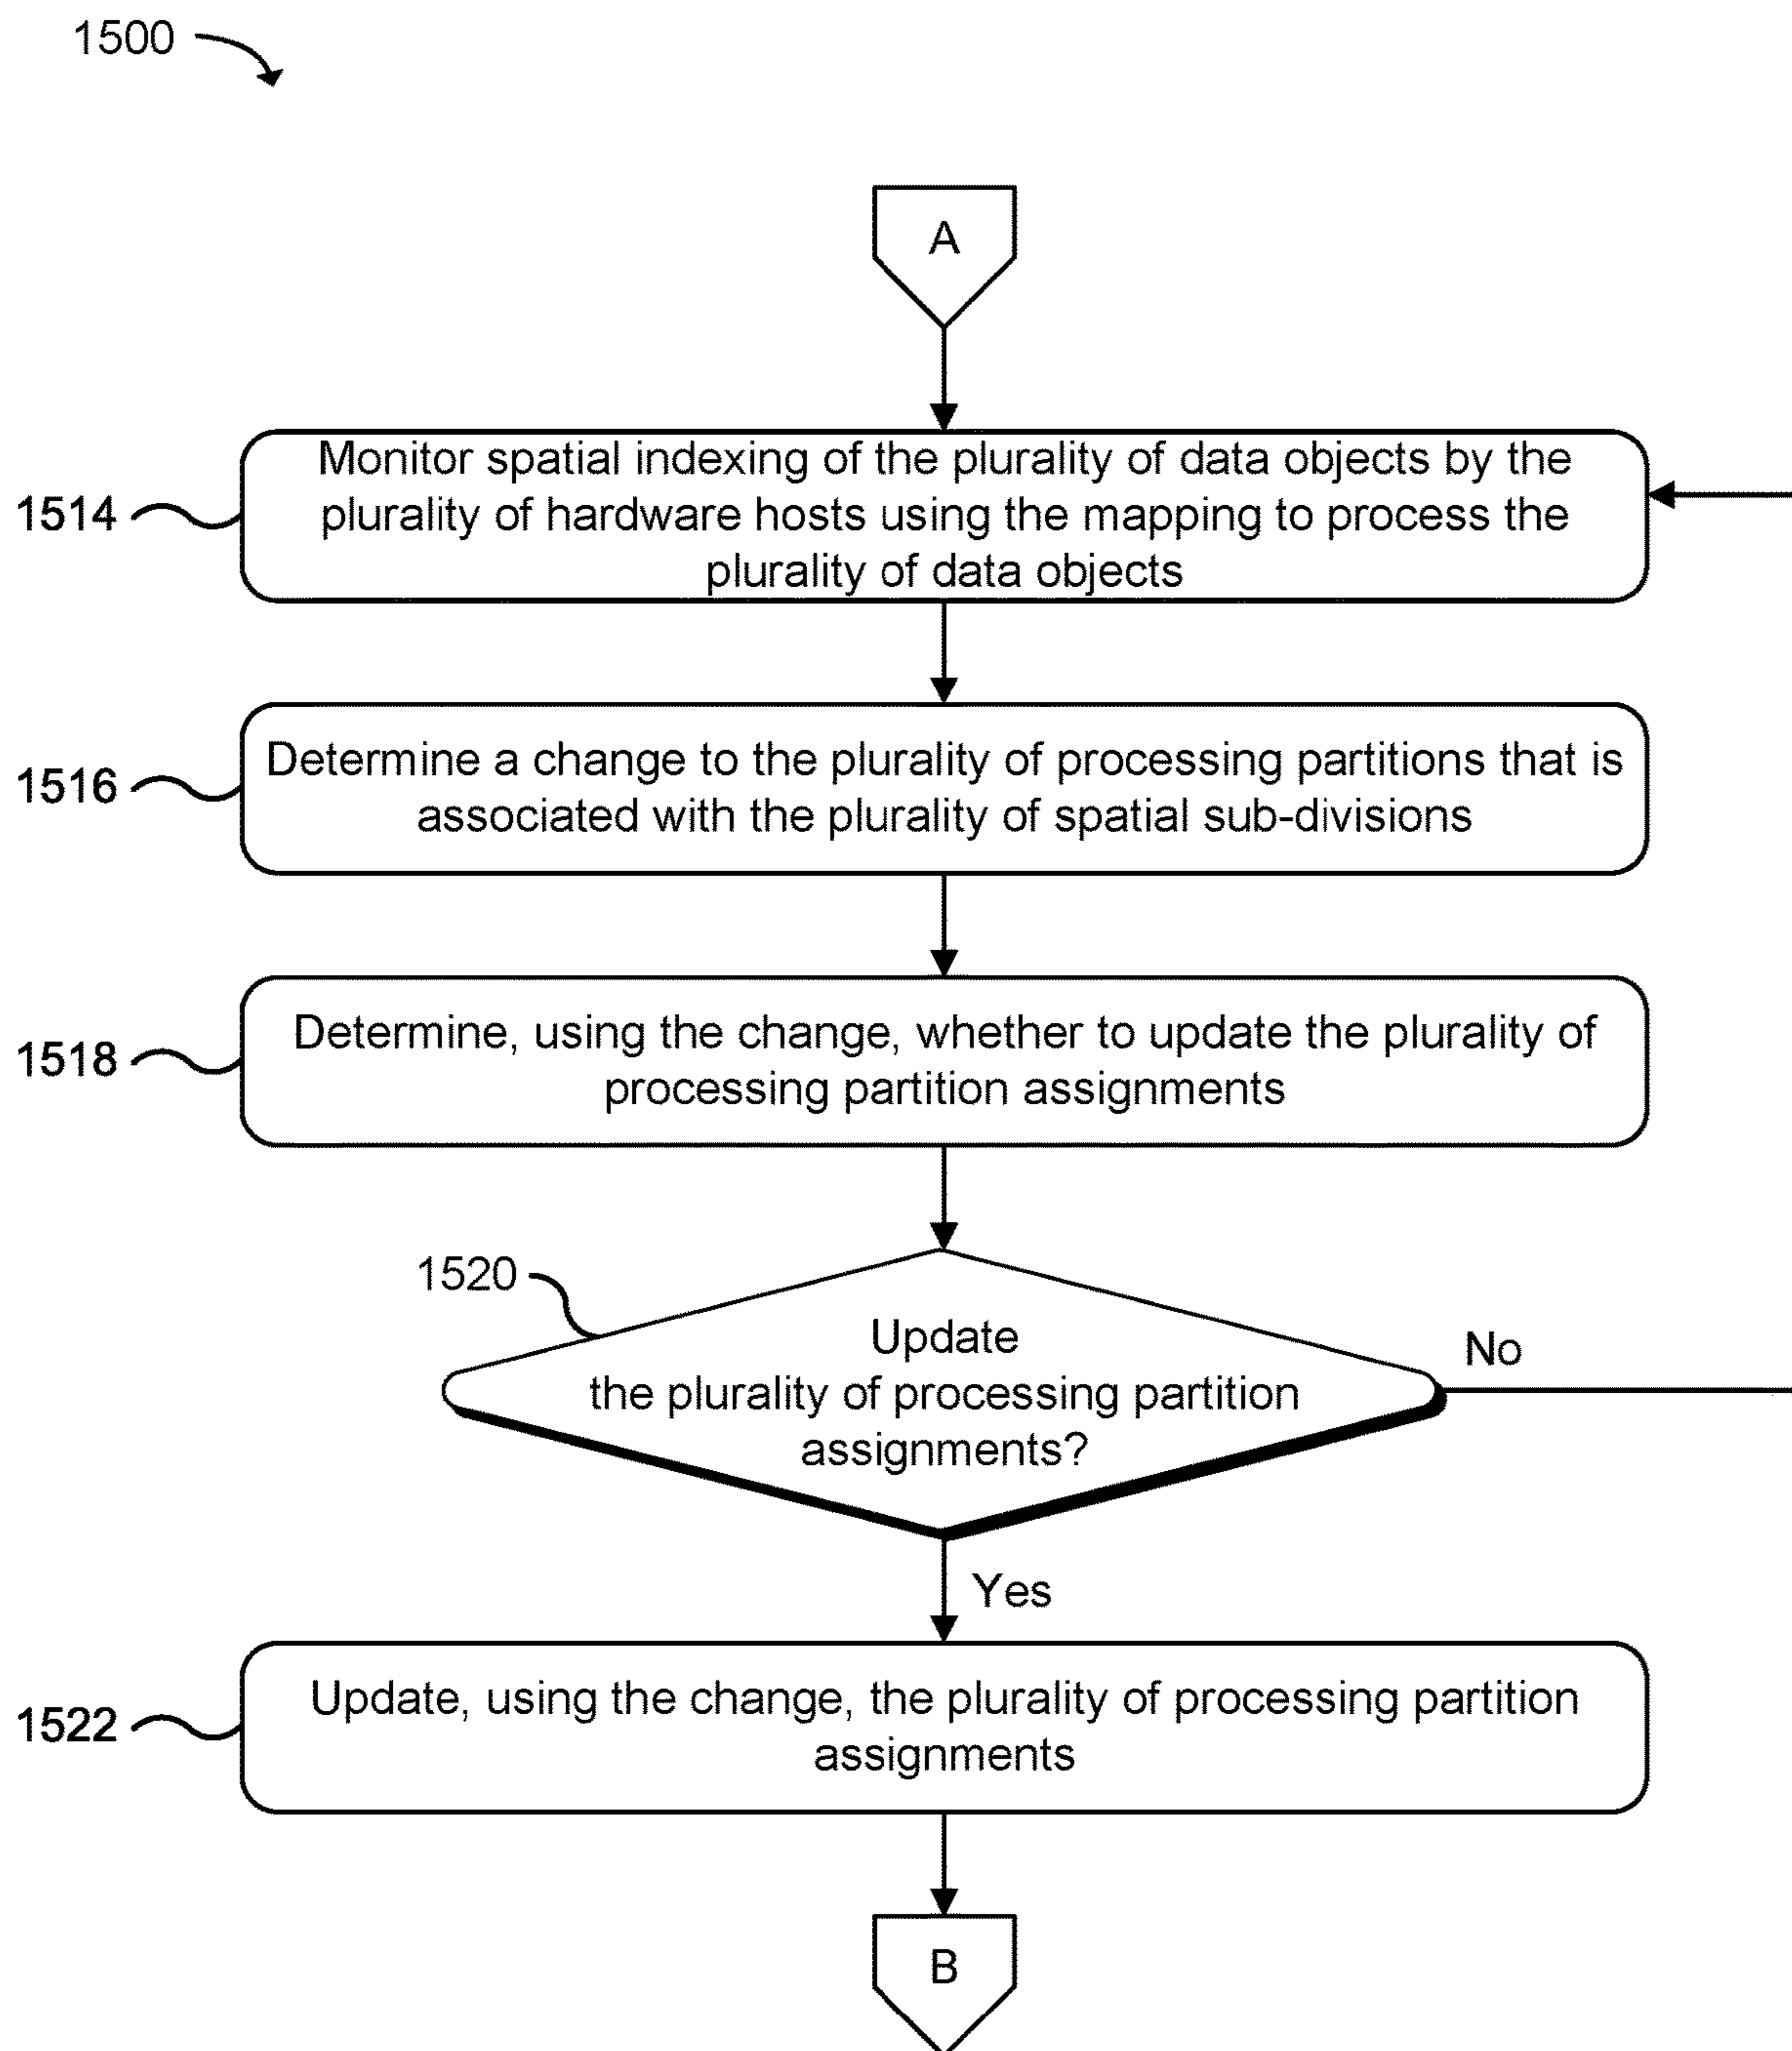 1500
A
1514
Monitor spatial indexing of the plurality of data objects by the
plurality of hardware hosts using the mapping to process the
plurality of data objects
1516
Determine a change to the plurality of processing partitions that is
associated with the plurality of spatial sub-divisions
1518
Determine, using the change, whether to update the plurality of
processing partition assignments
1520
Update
the plurality of processing partition
assignments?
No
Yes
1522
Update, using the change, the plurality of processing partition
assignments
B